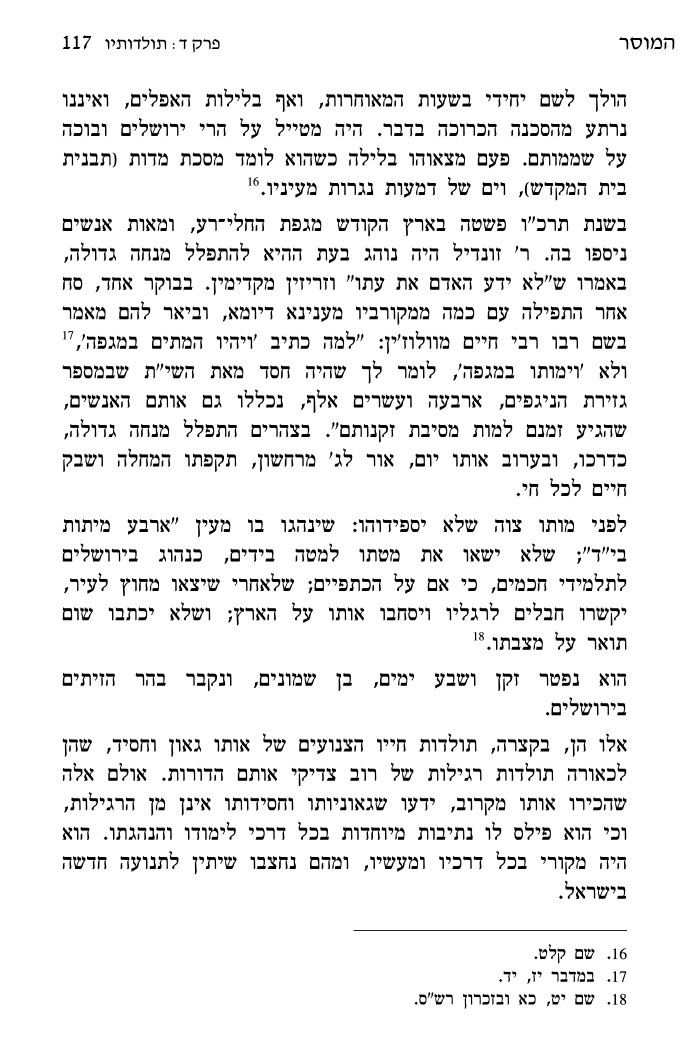 המוסר פרק ד: תולדותיו 117
הולך לשם יחידי בשעות המאוחרות, ואף בלילות האפלים, ואיננו
נרתע מהסכנה הכרוכה בדבר. היה מטייל על הרי ירושלים ובוכה
על שממותם. פעם מצאוהו בלילה כשהוא לומד מסכת מדות (תבנית
בית המקדש), וים של דמעות נגרות מעיניו.16
בשנת תרכ"ו פשטה בארץ הקודש מגפת החלי־רע, ומאות אנשים
ניספו בה. ר' זונדיל היה נוהג בעת ההיא להתפלל מנחה גדולה,
באמרו ש"לא ידע האדם את עתו" וזריזין מקדימין. בבוקר אחד, סח
אחר התפילה עם כמה ממקורביו מענינא דיומא, וביאר להם מאמר
בשם רבו רבי חיים מוולוז'ין: "למה כתיב 'ויהיו המתים במגפה',17
ולא 'וימותו במגפה', לומר לך שהיה חסד מאת השי"ת שבמספר
גזירת הניגפים, ארבעה ועשרים אלף, נכללו גם אותם האנשים,
שהגיע זמנם למות מסיבת זקנותם". בצהרים התפלל מנחה גדולה,
כדרכו, ובערוב אותו יום, אור לג' מרחשון, תקפתו המחלה ושבק
חיים לכל חי.
לפני מותו צוה שלא יספידוהו: שינהגו בו מעין "ארבע מיתות
בי"ד"; שלא ישאו את מטתו למטה בידים, כנהוג בירושלים
לתלמידי חכמים, כי אם על הכתפיים; שלאחרי שיצאו מחוץ לעיר,
יקשרו חבלים לרגליו ויסחבו אותו על הארץ; ושלא יכתבו שום
תואר על מצבתו.18
הוא נפטר זקן ושבע ימים, בן שמונים, ונקבר בהר הזיתים
בירושלים.
אלו הן, בקצרה, תולדות חייו הצנועים של אותו גאון וחסיד, שהן
לכאורה תולדות רגילות של רוב צדיקי אותם הדורות. אולם אלה
שהכירו אותו מקרוב, ידעו שגאוניותו וחסידותו אינן מן הרגילות,
וכי הוא פילס לו נתיבות מיוחדות בכל דרכי לימודו והנהגתו. הוא
היה מקורי בכל דרכיו ומעשיו, ומהם נחצבו שיתין לתנועה חדשה
בישראל.
16. שם קלט.
17. במדבר יז, יד.
18. שם יט, כא ובזכרון רש"ס.